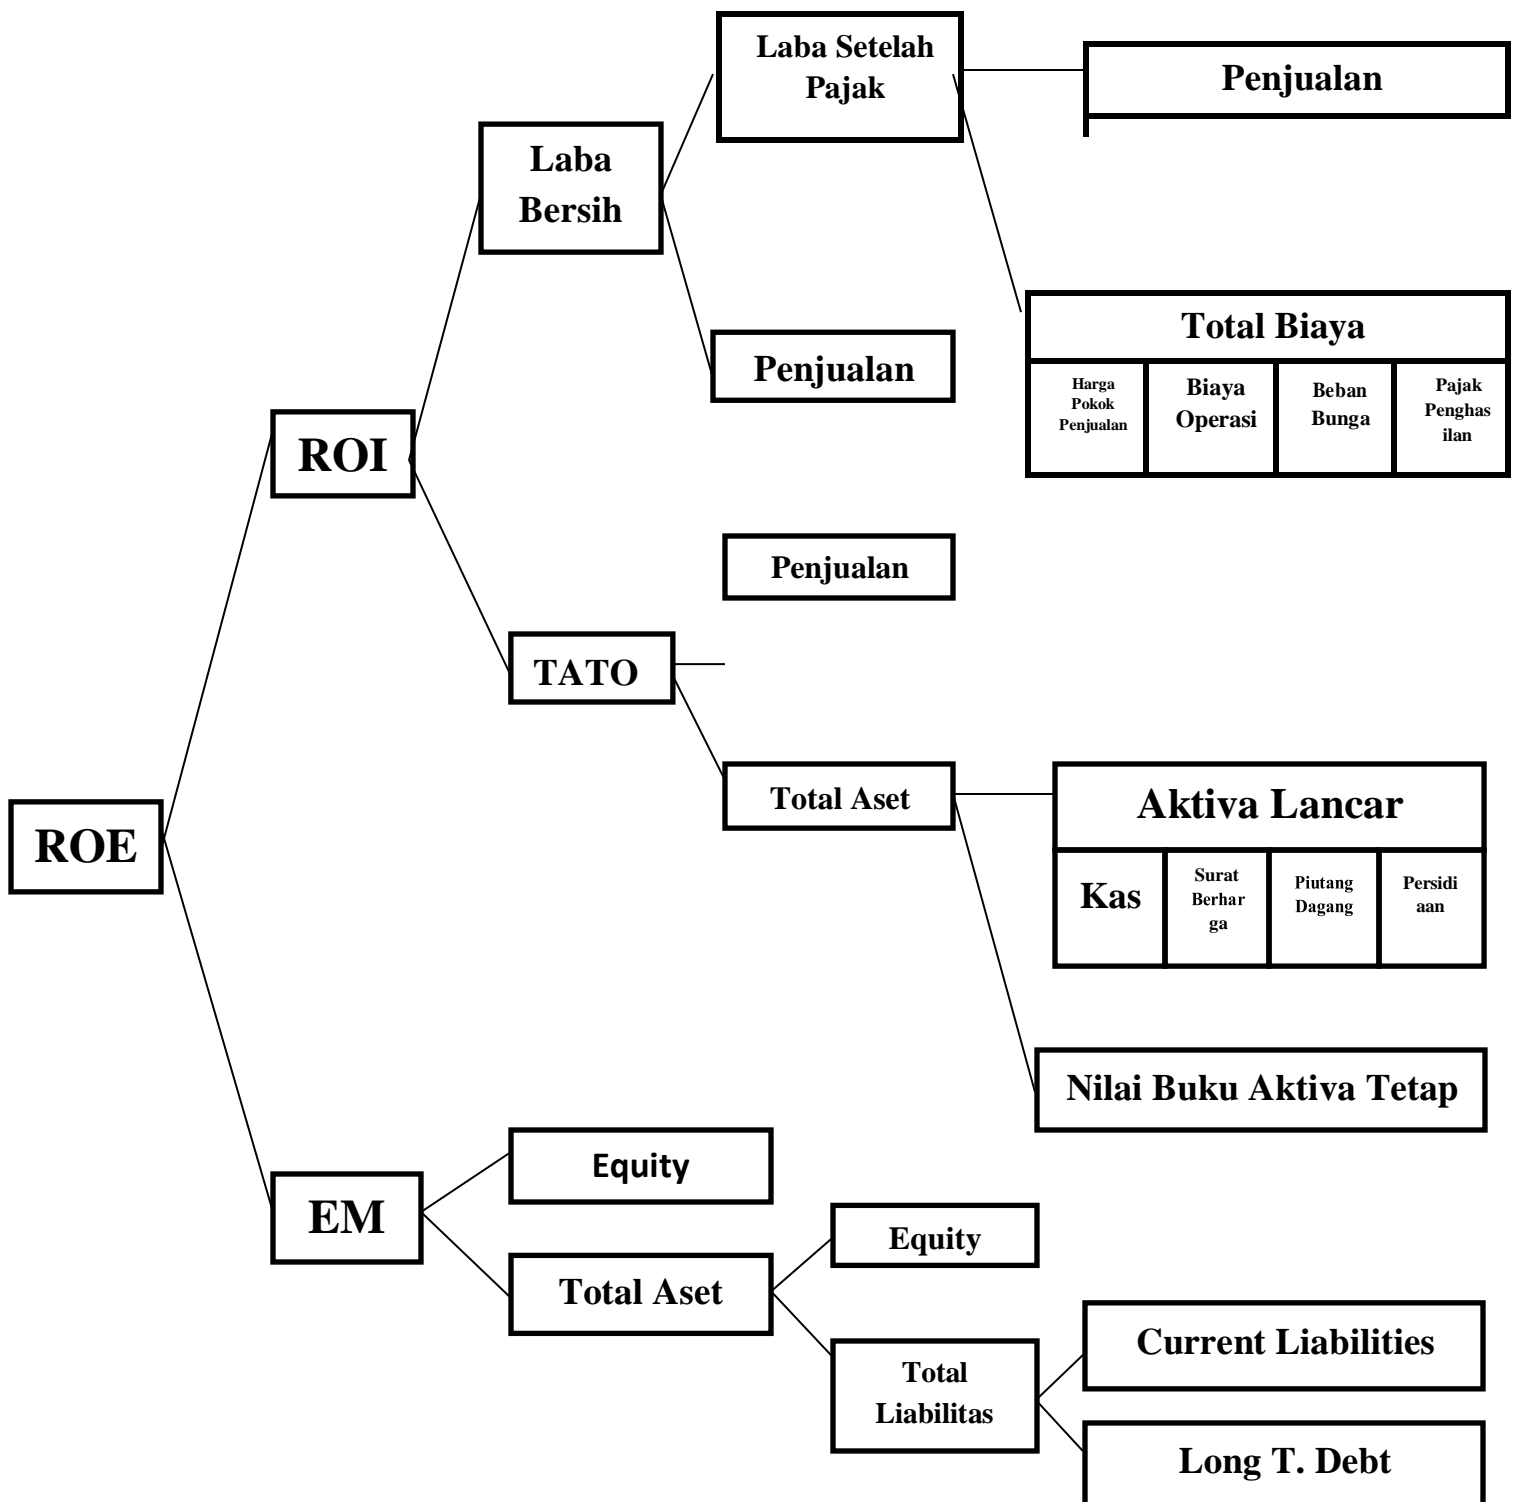 Laba Setelah
Pajak
Penjualan
Laba
Bersih
Total Biaya
Harga
Pokok
Penjualan
Biaya
Operasi
Beban
Bunga
Pajak
Penghas
ilan
Penjualan
ROI
Penjualan
TATO
Total Aset
Aktiva Lancar
Kas
Surat
Berhar
ga
Piutang
Dagang
Persidi
aan
ROE
Nilai Buku Aktiva Tetap
Equity
EM
Equity
Total Aset
Current Liabilities
Total
Liabilitas
Long T. Debt